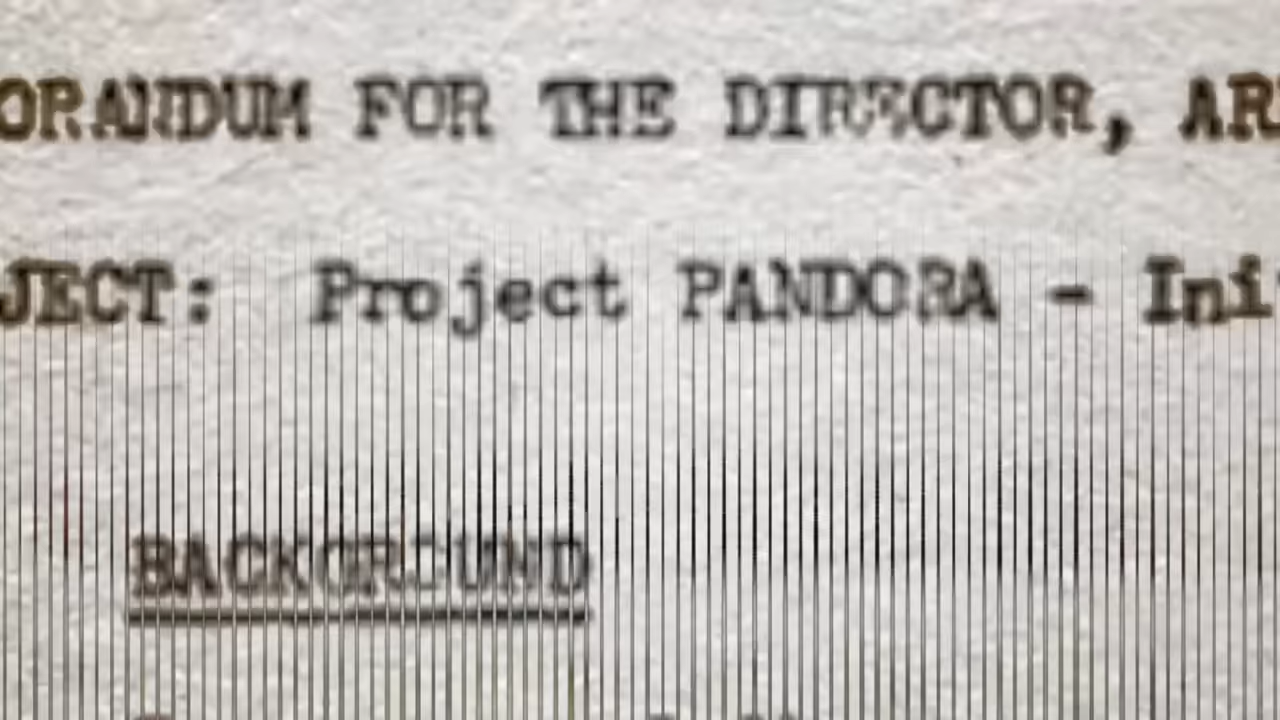 ORANDUM FOR THE DIRECTOR, AR
JECT: Project PANDORA - Ini
BACKGROUND